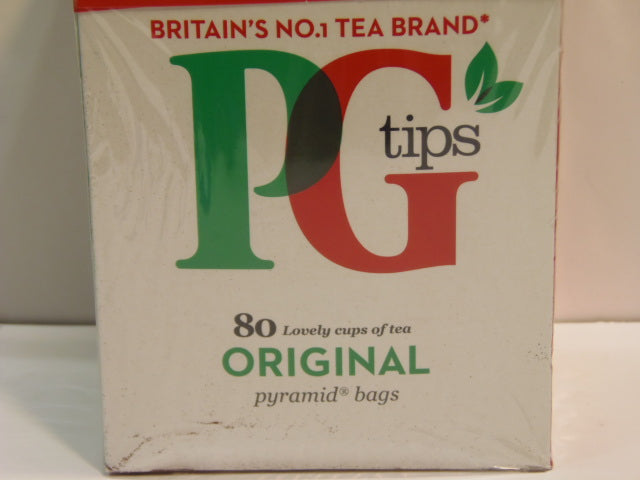 BRITAIN'S NO.1 TEA BRAND*
PG
tips
80 Lovely cups of tea
ORIGINAL
pyramid® bags